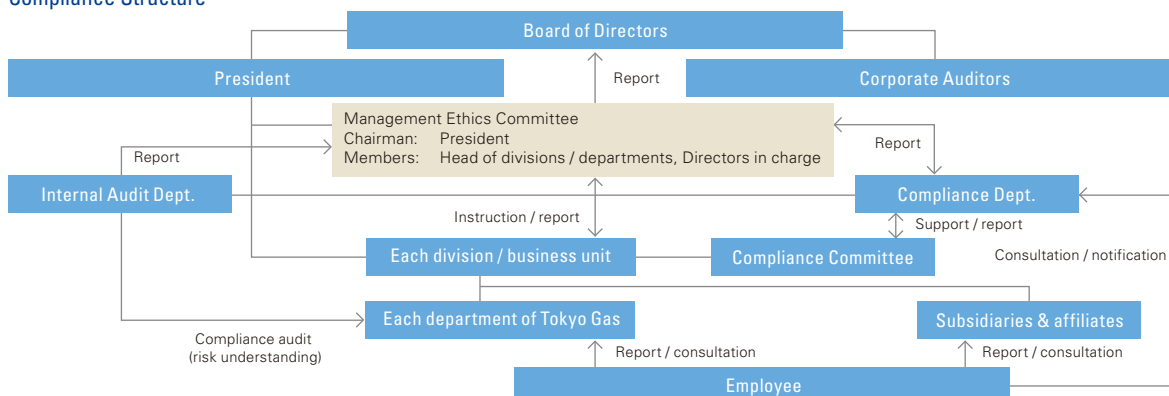 Compliance Structure
Board of Directors
President
Report
Corporate Auditors
Management Ethics Committee
Chairman: President
Members: Head of divisions / departments, Directors in charge
Report
Report
Internal Audit Dept.
Compliance Dept.
Instruction / report
Support / report
Each division / business unit
Compliance Committee
Consultation / notification
Each department of Tokyo Gas
Subsidiaries & affiliates
Compliance audit
(risk understanding)
Report / consultation
Report / consultation
Employee